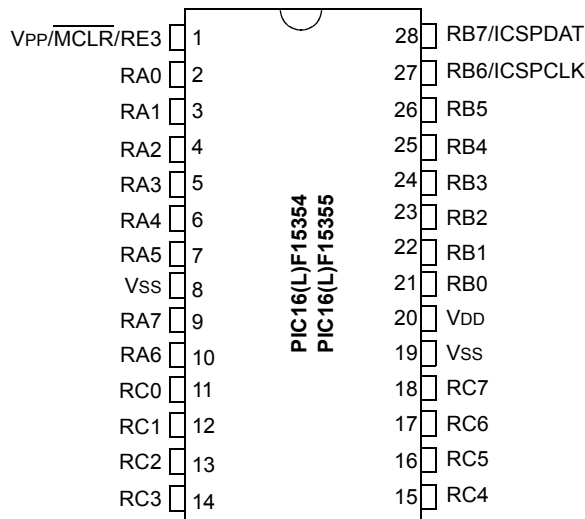 VPP/MCLR/RE3 1 28 RB7/ICSPDAT
RA0 2 27 RB6/ICSPCLK
RA1 3 26 RB5
RA2 4 25 RB4
RA3 5 24 RB3
RA4 6 23 RB2
RA5 7 22 RB1
VSS 8 21 RB0
RA7 9 20 VDD
RA6 10 19 VSS
RC0 11 18 RC7
RC1 12 17 RC6
RC2 13 16 RC5
RC3 14 15 RC4
PIC16(L)F15354
PIC16(L)F15355